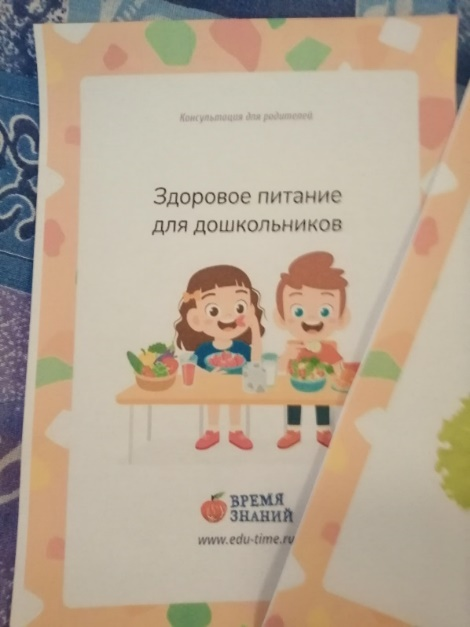 Консультация для родителей
Здоровое питание
для дошкольников
ВРЕМЯ
ЗНАНИЙ
www.edu-time.ru